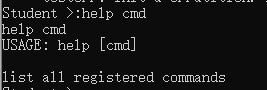 Student >:help cmd
help cmd
USAGE: help [cmd]
list all registered commands